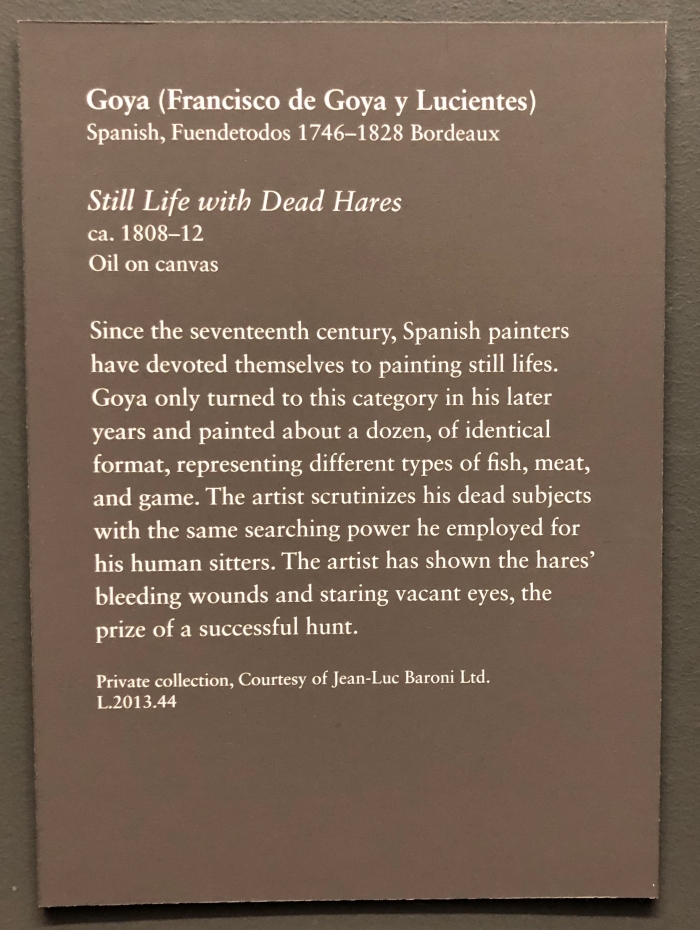 Goya (Francisco de Goya y Lucientes)
Spanish, Fuendetodos 1746–1828 Bordeaux
Still Life with Dead Hares
ca. 1808–12
Oil on canvas
Since the seventeenth century, Spanish painters
have devoted themselves to painting still lifes.
Goya only turned to this category in his later
years and painted about a dozen, of identical
format, representing different types of fish, meat,
and game. The artist scrutinizes his dead subjects
with the same searching power he employed for
his human sitters. The artist has shown the hares’
bleeding wounds and staring vacant eyes, the
prize of a successful hunt.
Private collection, Courtesy of Jean-Luc Baroni Ltd.
L.2013.44